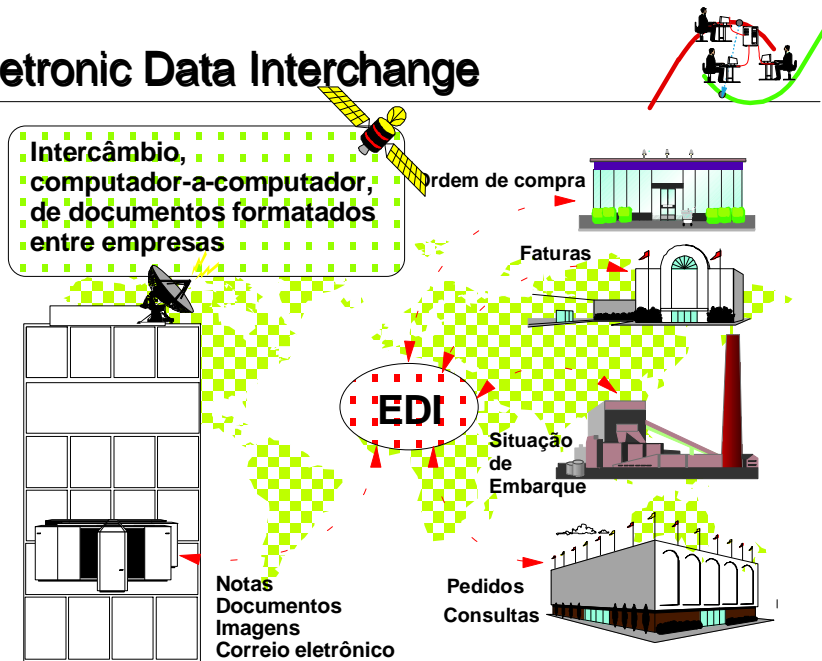 etronic Data Interchange
Intercâmbio,
computador-a-computador,
de documentos formatados
entre empresas
rdem de compra
Faturas
EDI
Situação
de
Embarque
Notas
Documentos
Imagens
Correio eletrônico
Pedidos
Consultas